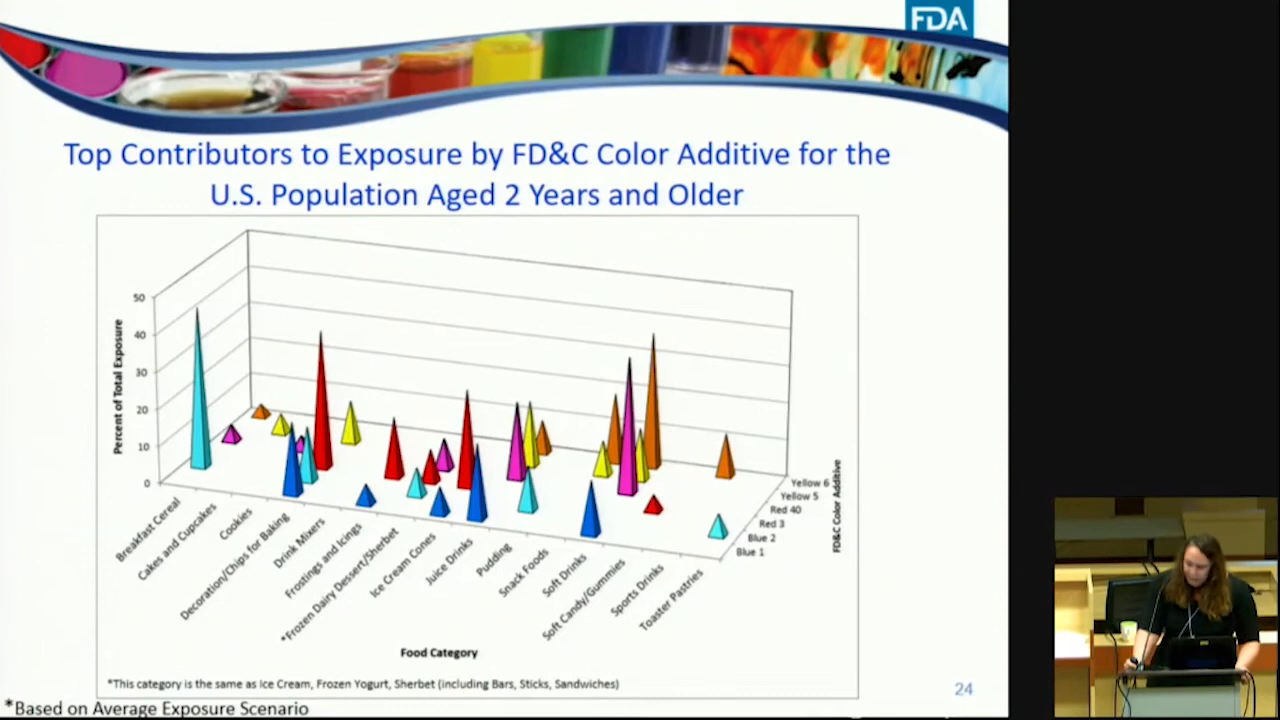 FDA
Top Contributors to Exposure by FD&C Color Additive for the
U.S. Population Aged 2 Years and Older
Percent of Total Exposure
50
40
30
20
10
0
Breakfast Cereal
Cakes and Cupcakes
Cookies
Decoration/Chips for Baking
Drink Mixers
Frostings and Icings
*Frozen Dairy Dessert/Sherbet
Ice Cream Cones
Juice Drinks
Pudding
Snack Foods
Soft Drinks
Soft Candy/Gummies
Sports Drinks
Toaster Pastries
Yellow 6
Yellow 5
Red 40
Red 3
Blue 2
Blue 1
FD&C Color Additive
Food Category
*This category is the same as Ice Cream, Frozen Yogurt, Sherbet (including Bars, Sticks, Sandwiches)
24
*Based on Average Exposure Scenario